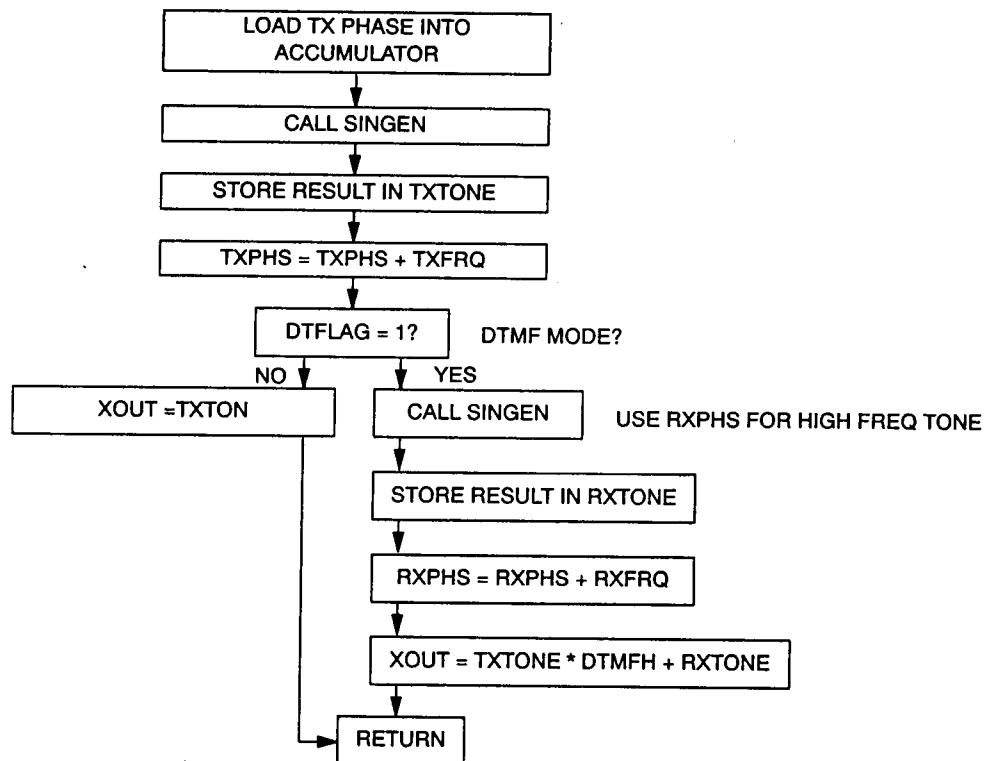 LOAD TX PHASE INTO
ACCUMULATOR
CALL SINGEN
STORE RESULT IN TXTONE
TXPHS = TXPHS + TXFRQ
DTFLAG = 1?
DTMF MODE?
NO
YES
XOUT =TXTON
CALL SINGEN
USE RXPHS FOR HIGH FREQ TONE
STORE RESULT IN RXTONE
RXPHS = RXPHS + RXFRQ
XOUT = TXTONE * DTMFH + RXTONE
RETURN